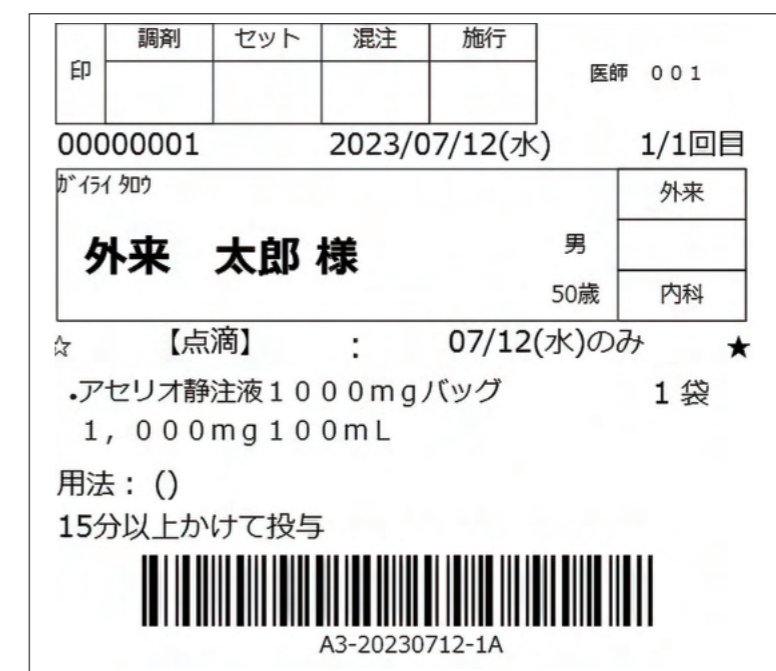 印 調剤 セット 混注 施行
医師 001
00000001 2023/07/12(水) 1/1回目
ガイライ タロウ
外来
外来 太郎 様 男
50歳 内科
☆ 【点滴】 : 07/12(水)のみ ★
・アセリオ静注液1000mgバッグ 1 袋
1,000mg100mL
用法: ()
15分以上かけて投与
A3-20230712-1A